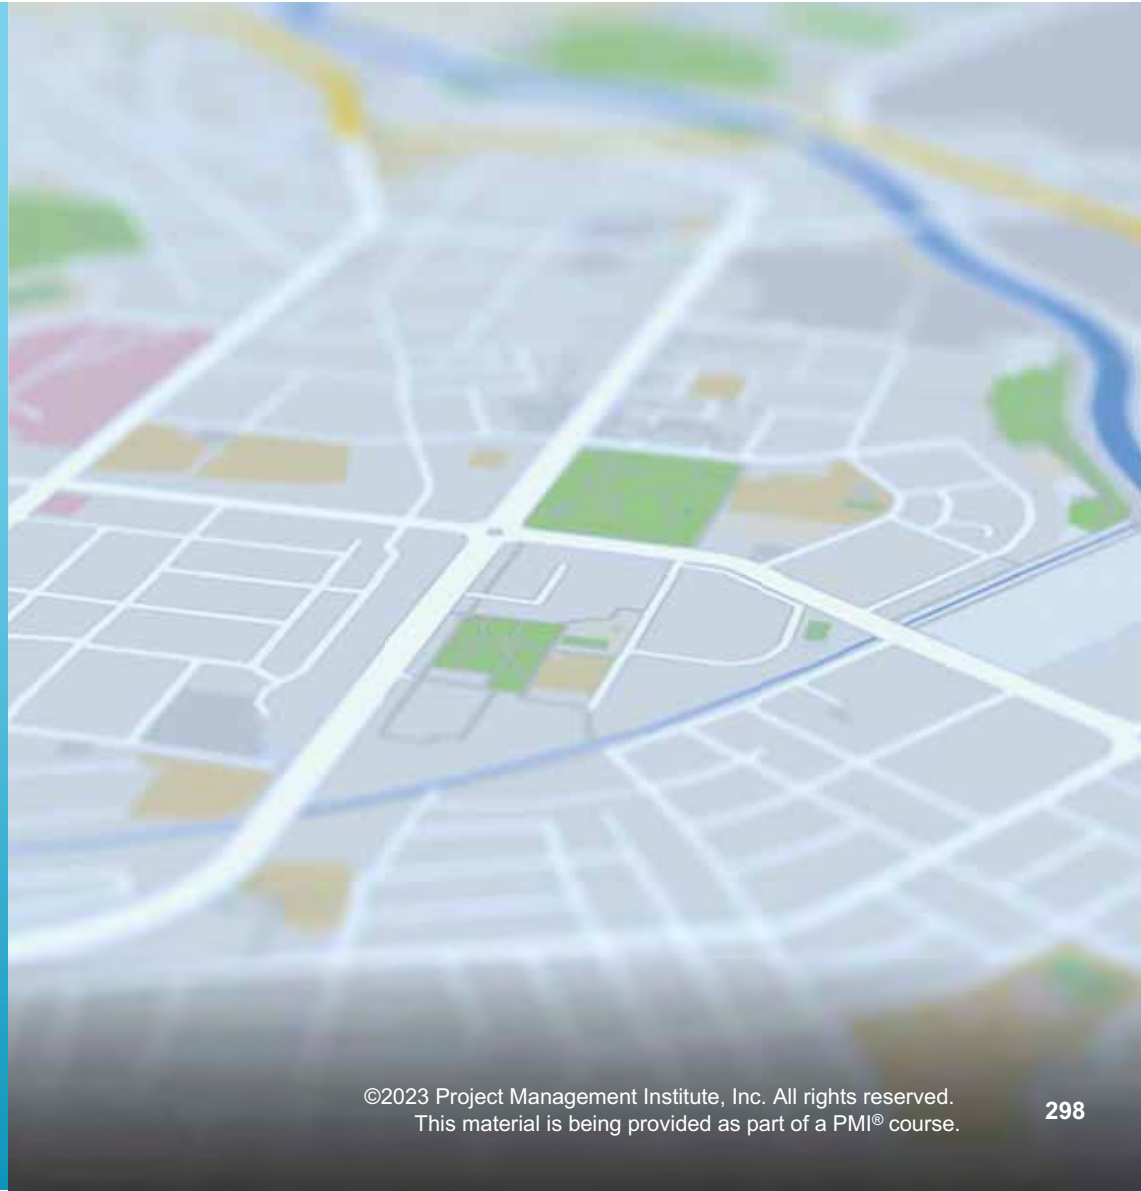 ©2023 Project Management Institute, Inc. All rights reserved.
This material is being provided as part of a PMI® course.
298